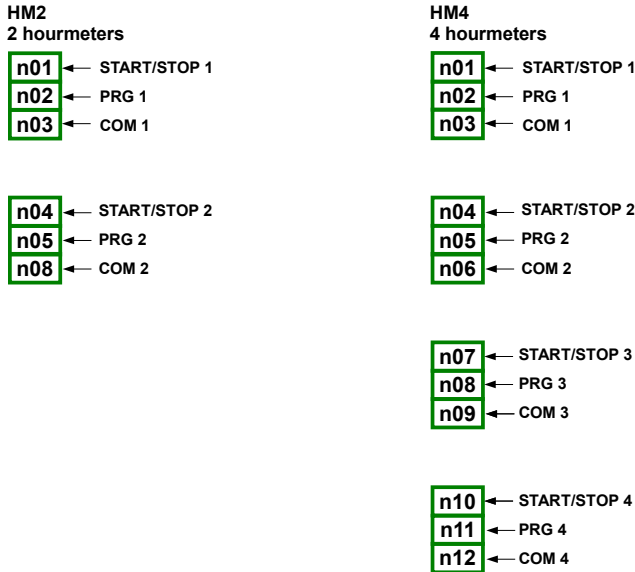 HM2
2 hourmeters
n01 START/STOP 1
n02 PRG 1
n03 COM 1
n04 START/STOP 2
n05 PRG 2
n08 COM 2
HM4
4 hourmeters
n01 START/STOP 1
n02 PRG 1
n03 COM 1
n04 START/STOP 2
n05 PRG 2
n06 COM 2
n07 START/STOP 3
n08 PRG 3
n09 COM 3
n10 START/STOP 4
n11 PRG 4
n12 COM 4